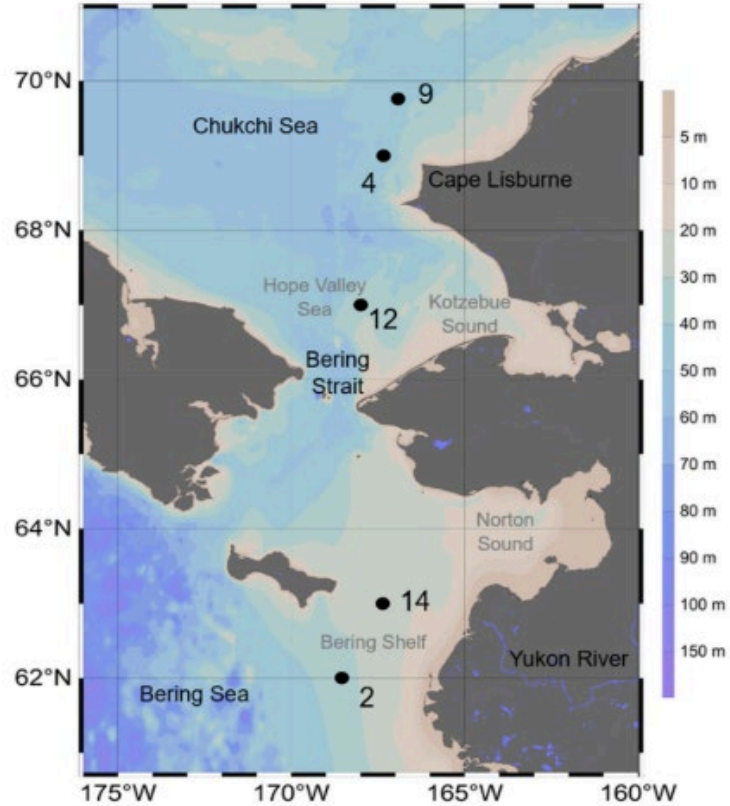 70°N
9
Chukchi Sea
5 m
4
Cape Lisburne
10 m
68°N
20 m
30 m
Hope Valley
Sea
12
Kotzebue
Sound
40 m
Bering
Strait
66°N
50 m
60 m
70 m
64°N
Norton
Sound
80 m
90 m
14
100 m
Bering Shelf
Yukon River
150 m
62°N
Bering Sea
2
175°W
170°W
165°W
160°W